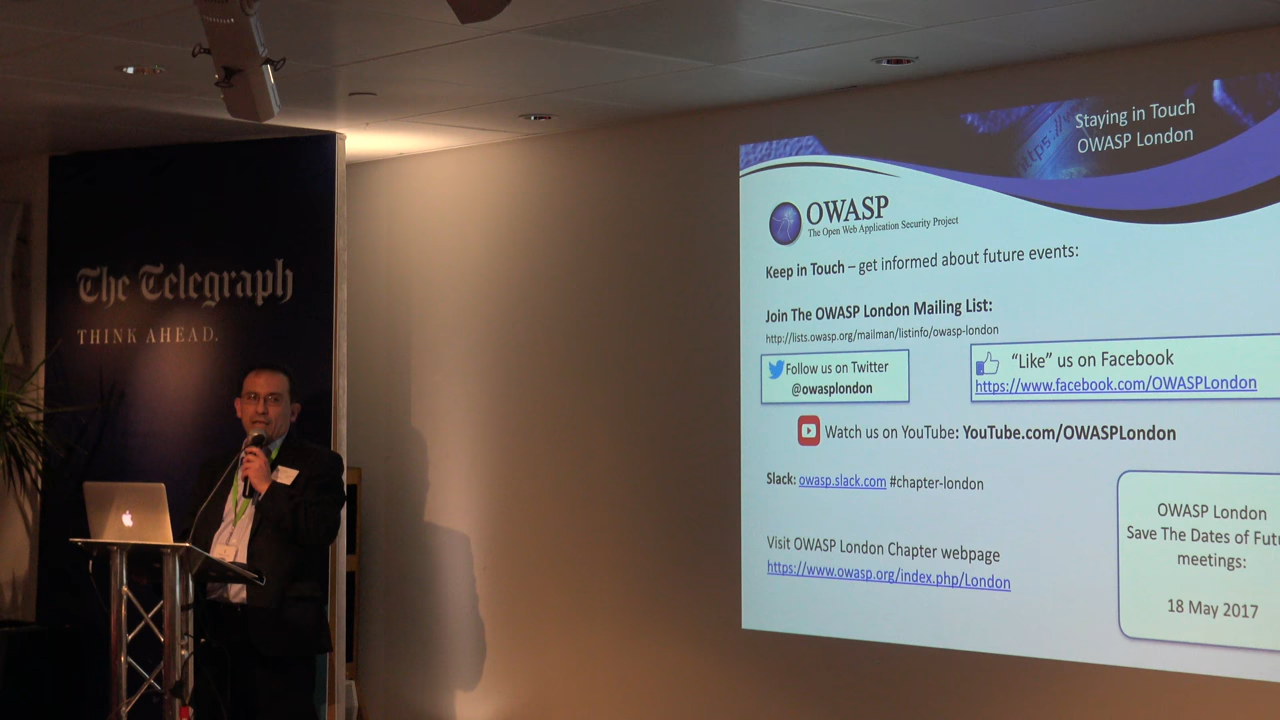 The Telegraph
THINK AHEAD.
https://
Staying in Touch
OWASP London
OWASP
The Open Web Application Security Project
Keep in Touch – get informed about future events:
Join The OWASP London Mailing List:
http://lists.owasp.org/mailman/listinfo/owasp-london
Follow us on Twitter
@owasplondon
“Like” us on Facebook
https://www.facebook.com/OWASPLondon
Watch us on YouTube: YouTube.com/OWASPLondon
Slack: owasp.slack.com #chapter-london
Visit OWASP London Chapter webpage
https://www.owasp.org/index.php/London
OWASP London
Save The Dates of Futu
meetings:
18 May 2017